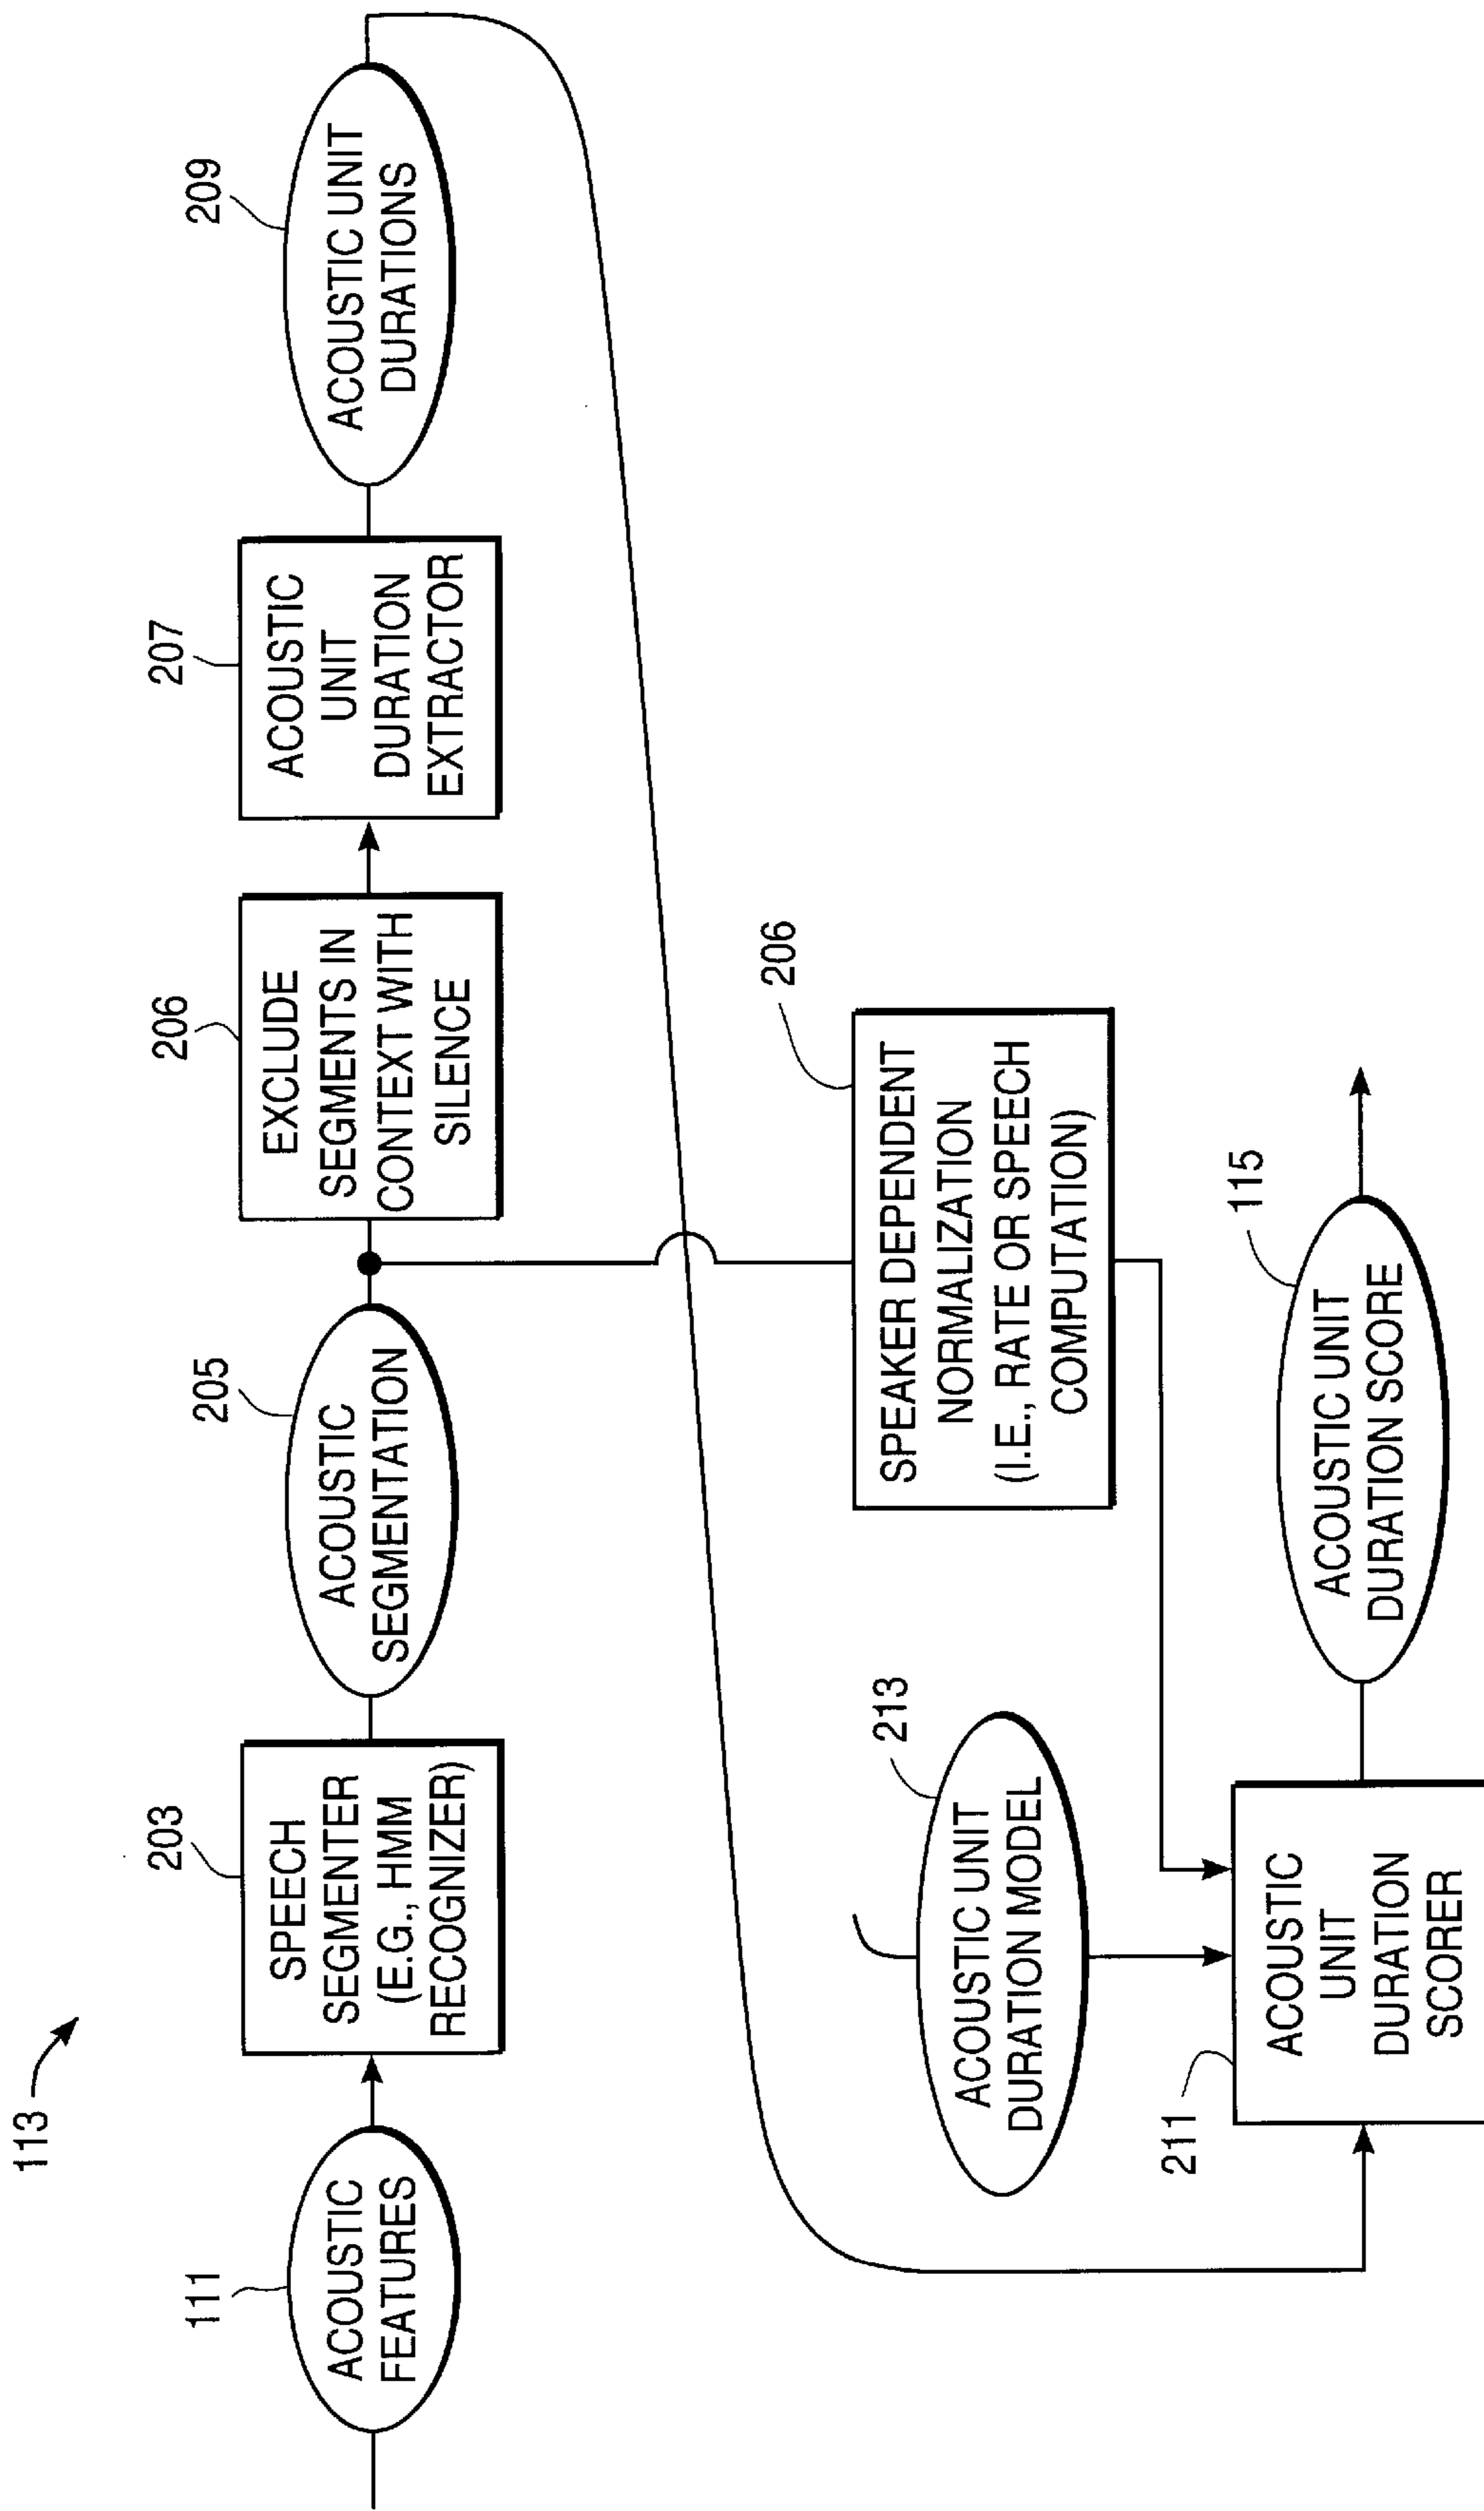 113
111
ACOUSTIC
FEATURES
203
SPEECH
SEGMENTER
(E.G., HMM
RECOGNIZER)
205
ACOUSTIC
SEGMENTATION
206
EXCLUDE
SEGMENTS IN
CONTEXT WITH
SILENCE
207
ACOUSTIC
UNIT
DURATION
EXTRACTOR
209
ACOUSTIC UNIT
DURATIONS
206
SPEAKER DEPENDENT
NORMALIZATION
(I.E., RATE OR SPEECH
COMPUTATION)
213
ACOUSTIC UNIT
DURATION MODEL
211
ACOUSTIC
UNIT
DURATION
SCORER
115
ACOUSTIC UNIT
DURATION SCORE